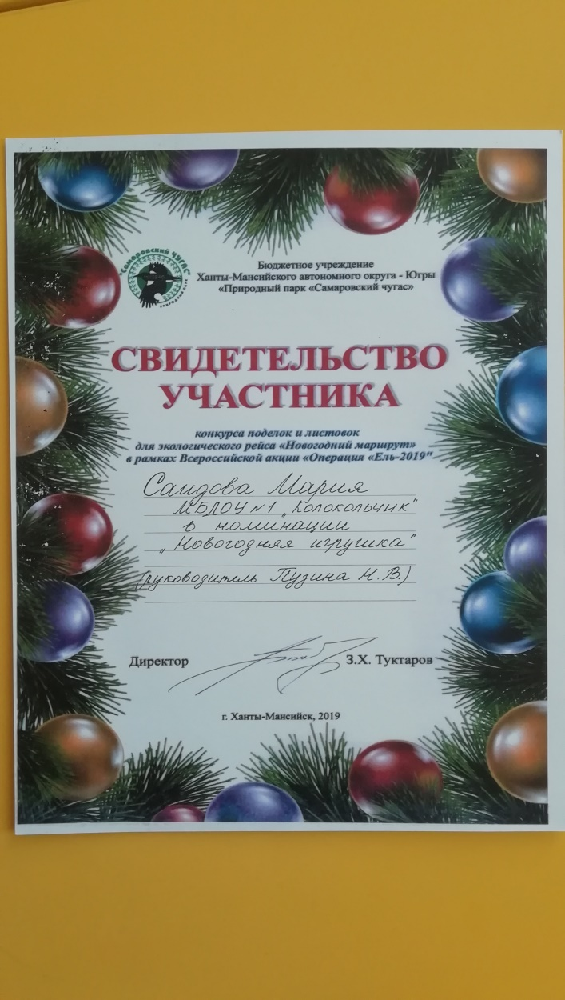 "Самаровский ЧУГАС"
ПРИРОДНЫЙ ПАРК
Бюджетное учреждение
Ханты-Мансийского автономного округа - Югры
«Природный парк «Самаровский чугас»
СВИДЕТЕЛЬСТВО
УЧАСТНИКА
конкурса поделок и листовок
для экологического рейса «Новогодний маршрут»
в рамках Всероссийской акции «Операция «Ель-2019"
Саидова Мария
МБДОУ №1 „Колокольчик"
в номинации
„Новогодняя игрушка"
(руководитель Пузина Н.В.)
Директор З.Х. Туктаров
г. Ханты-Мансийск, 2019